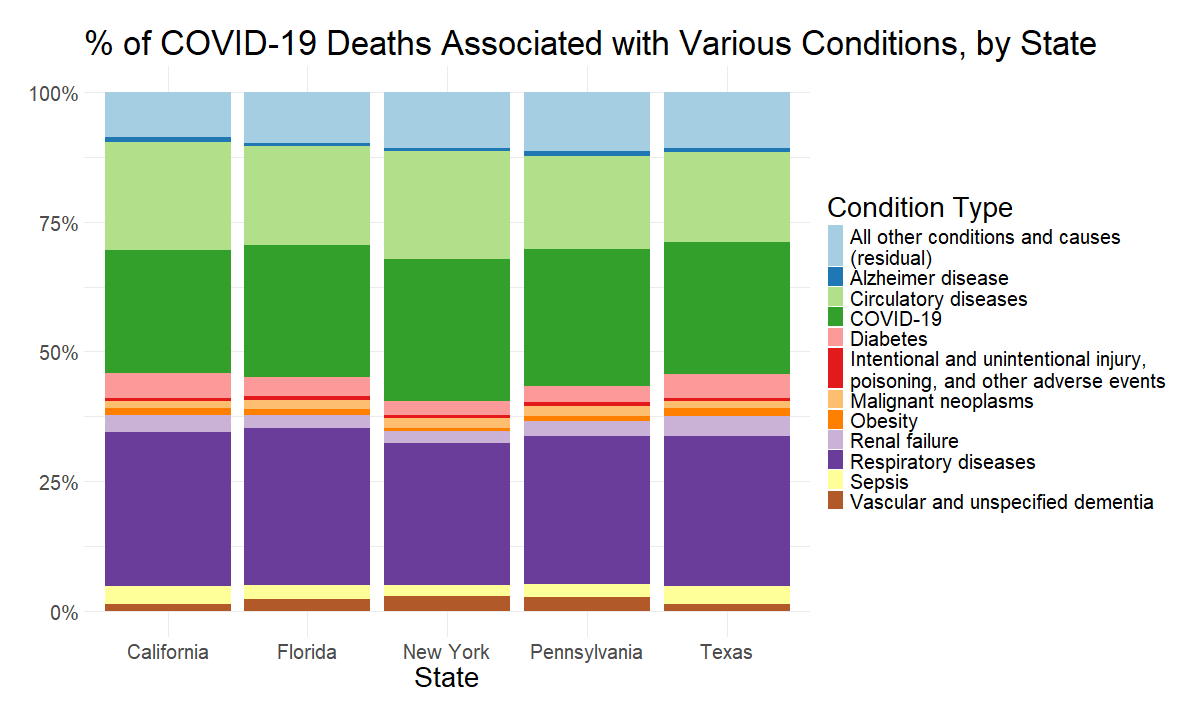 % of COVID-19 Deaths Associated with Various Conditions, by State
100%
75%
50%
25%
0%
California
Florida
New York
Pennsylvania
Texas
State
Condition Type
All other conditions and causes
(residual)
Alzheimer disease
Circulatory diseases
COVID-19
Diabetes
Intentional and unintentional injury,
poisoning, and other adverse events
Malignant neoplasms
Obesity
Renal failure
Respiratory diseases
Sepsis
Vascular and unspecified dementia